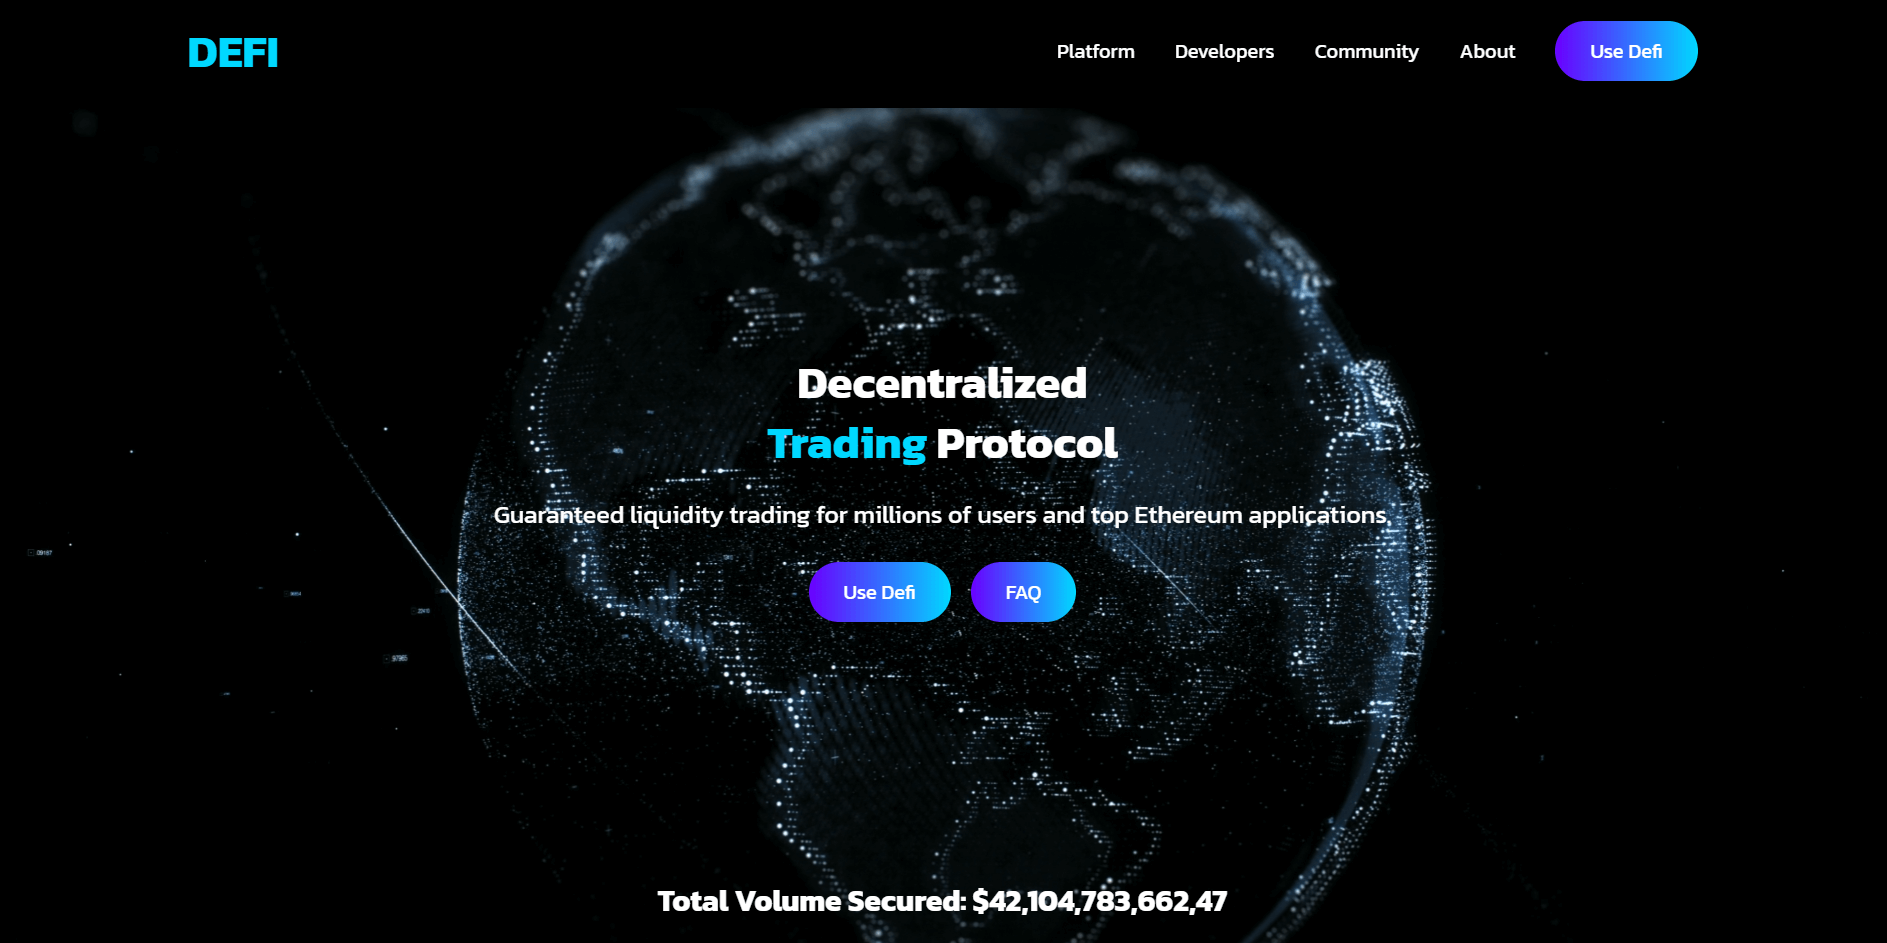 DEFI
Platform
Developers
Community
About
Use Defi
Decentralized
Trading Protocol
Guaranteed liquidity trading for millions of users and top Ethereum applications.
Use Defi
FAQ
Total Volume Secured: $42,104,783,662,47